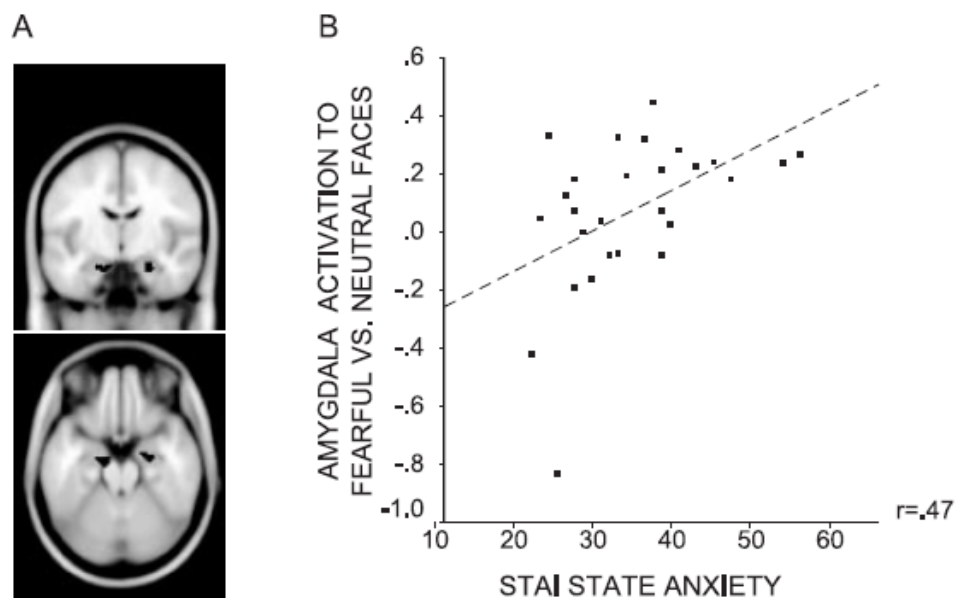 A
B
AMYGDALA ACTIVATION TO
FEARFUL VS. NEUTRAL FACES
.6
.4
.2
.0
-.2
-.4
-.6
-.8
-1.0
10 20 30 40 50 60
r=.47
STAI STATE ANXIETY